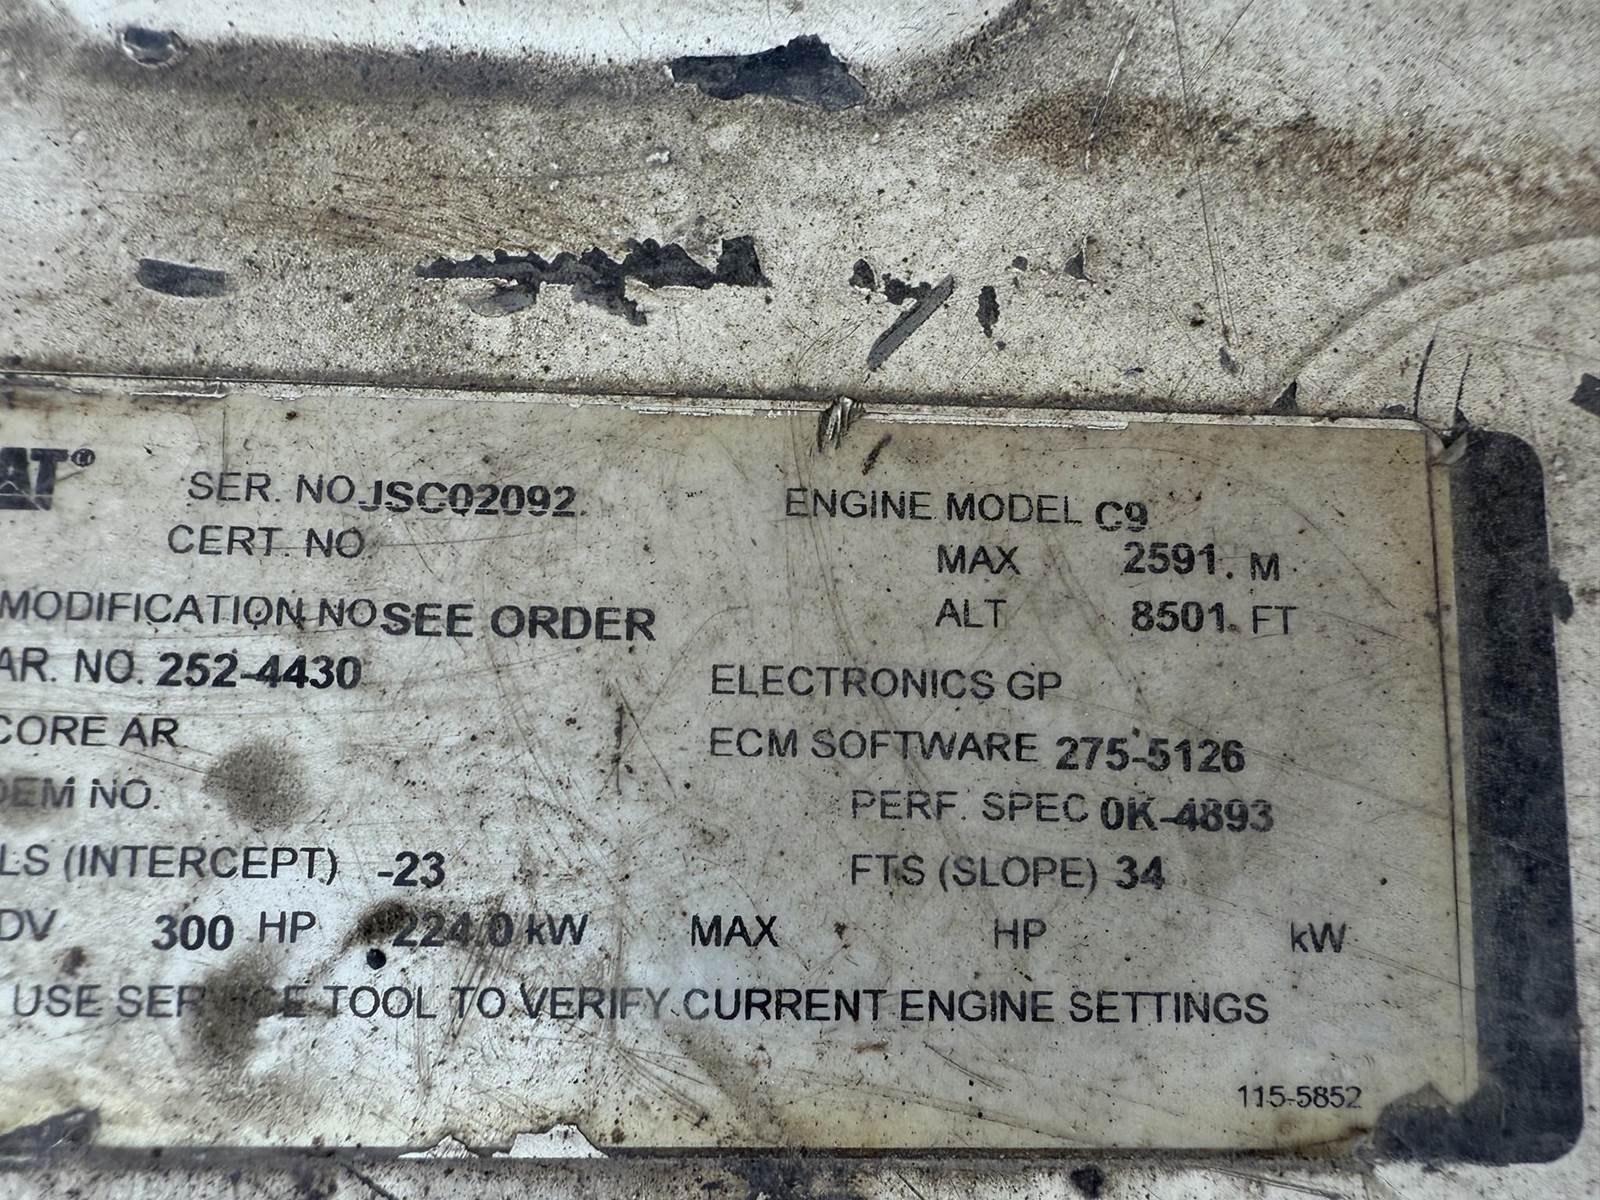 AT®
SER. NO. JSC02092
ENGINE MODEL C9
CERT. NO
MAX 2591. M
MODIFICATION NO SEE ORDER
ALT 8501. FT
AR. NO. 252-4430
ELECTRONICS GP
CORE AR
ECM SOFTWARE 275-5126
OEM NO.
PERF. SPEC 0K-4893
LS (INTERCEPT) -23
FTS (SLOPE) 34
DV 300 HP 224.0 kW MAX HP kW
USE SERVICE TOOL TO VERIFY CURRENT ENGINE SETTINGS
115-5852